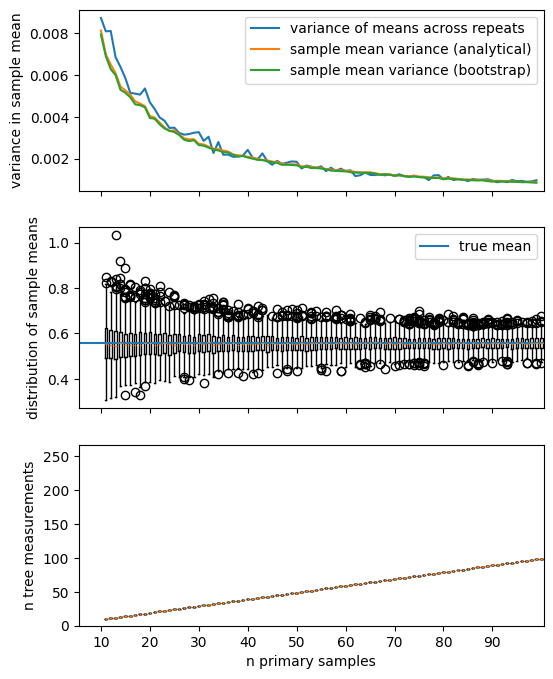 variance in sample mean
0.008
0.006
0.004
0.002
variance of means across repeats
sample mean variance (analytical)
sample mean variance (bootstrap)
distribution of sample means
1.0
0.8
0.6
0.4
true mean
n tree measurements
250
200
150
100
50
0
10 20 30 40 50 60 70 80 90
n primary samples